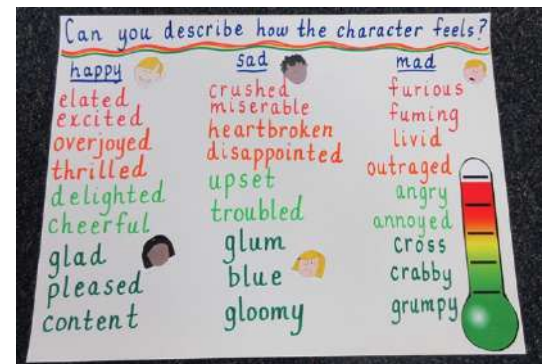 Can you describe how the character feels?
happy
elated
excited
overjoyed
thrilled
delighted
cheerful
glad
pleased
content
sad
crushed
miserable
heartbroken
disappointed
upset
troubled
glum
blue
gloomy
mad
furious
fuming
livid
outraged
angry
annoyed
cross
crabby
grumpy